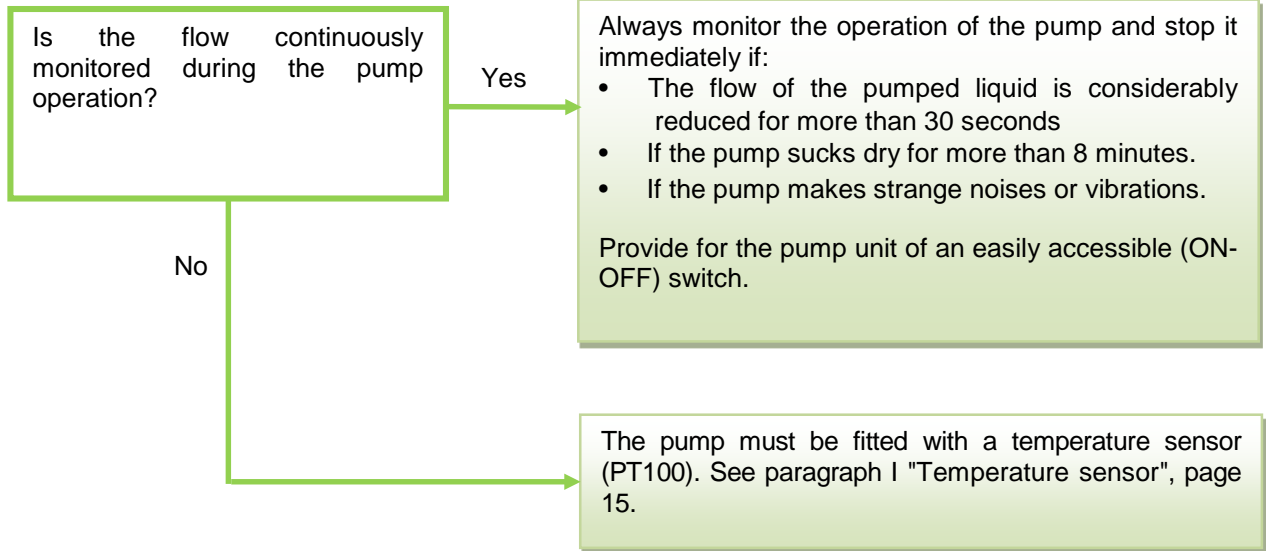 Is the flow continuously
monitored during the pump
operation?
Yes
Always monitor the operation of the pump and stop it
immediately if:
• The flow of the pumped liquid is considerably
reduced for more than 30 seconds
• If the pump sucks dry for more than 8 minutes.
• If the pump makes strange noises or vibrations.
Provide for the pump unit of an easily accessible (ON-
OFF) switch.
No
The pump must be fitted with a temperature sensor
(PT100). See paragraph I "Temperature sensor", page
15.